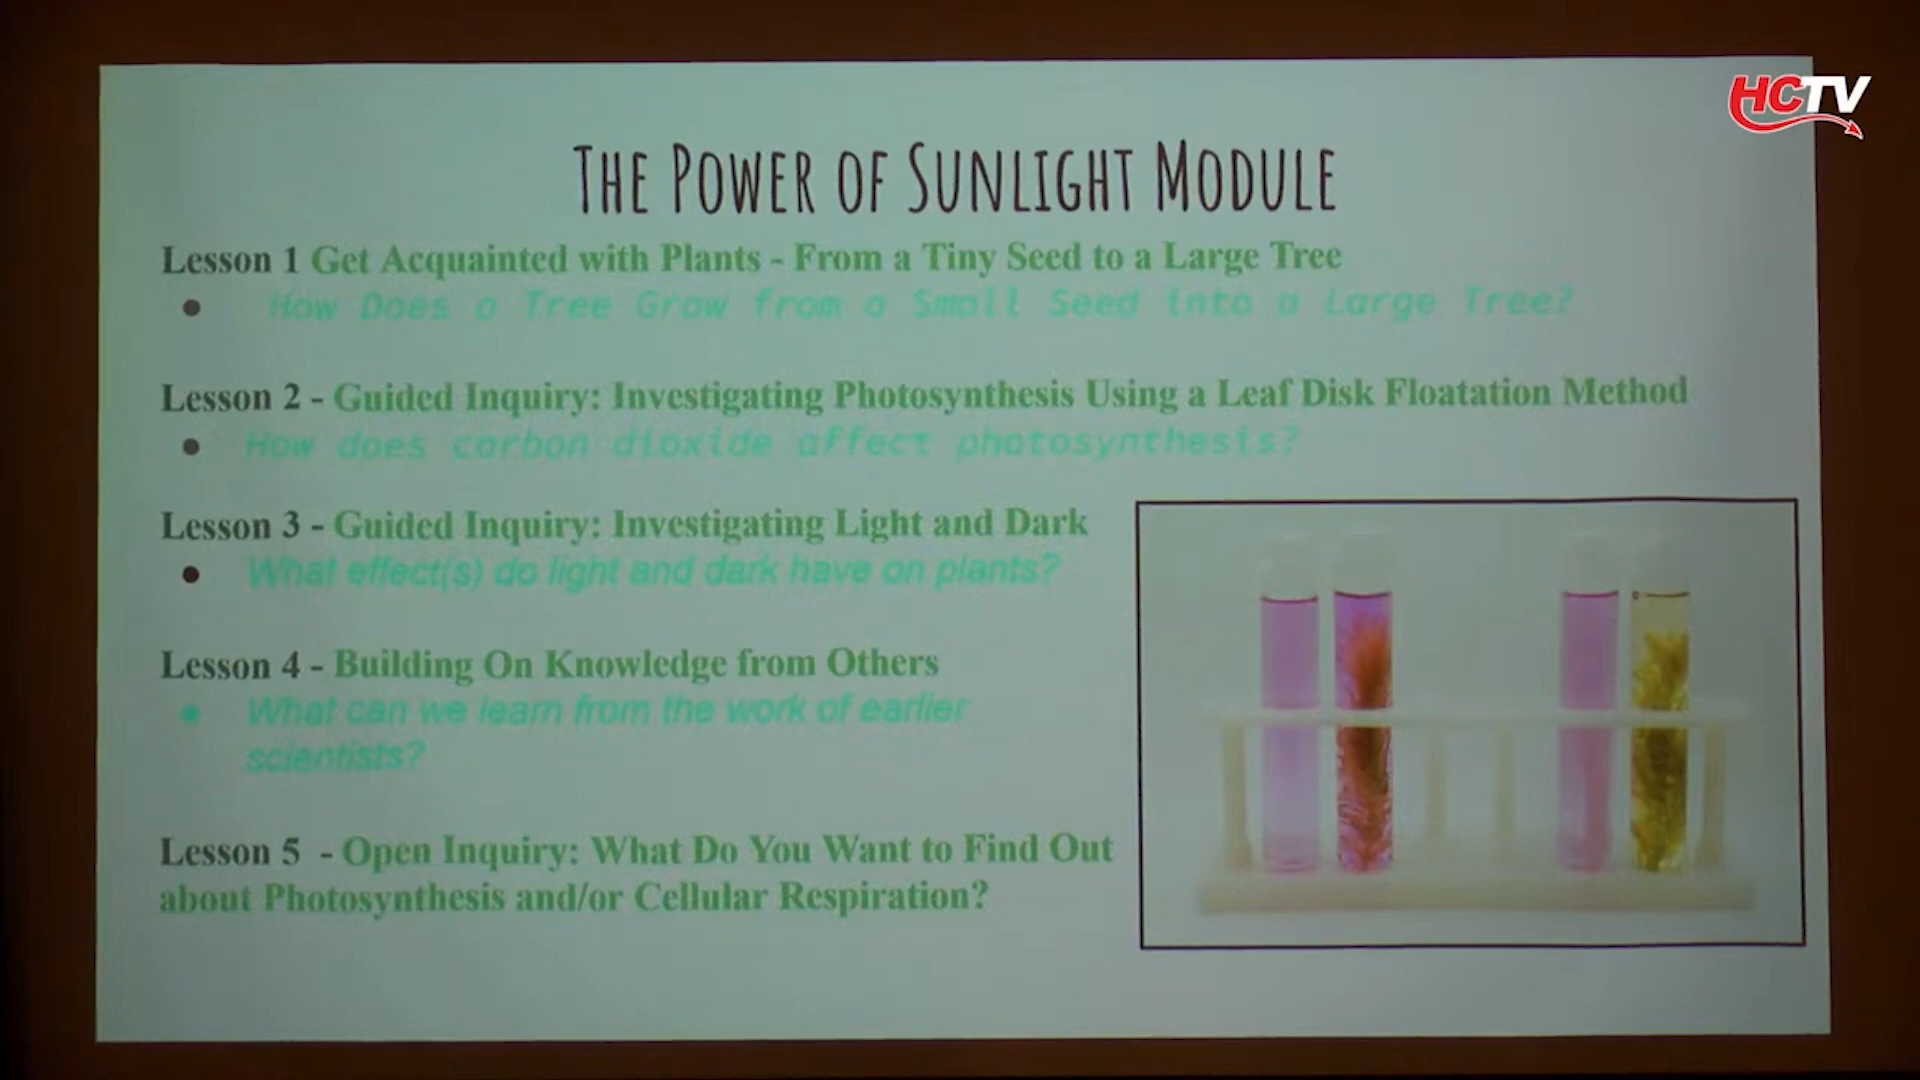 HCTV
THE POWER OF SUNLIGHT MODULE
Lesson 1 Get Acquainted with Plants - From a Tiny Seed to a Large Tree
● How Does a Tree Grow from a Small Seed into a Large Tree?
Lesson 2 - Guided Inquiry: Investigating Photosynthesis Using a Leaf Disk Floatation Method
● How does carbon dioxide affect photosynthesis?
Lesson 3 - Guided Inquiry: Investigating Light and Dark
● What effect(s) do light and dark have on plants?
Lesson 4 - Building On Knowledge from Others
● What can we learn from the work of earlier
scientists?
Lesson 5 - Open Inquiry: What Do You Want to Find Out
about Photosynthesis and/or Cellular Respiration?